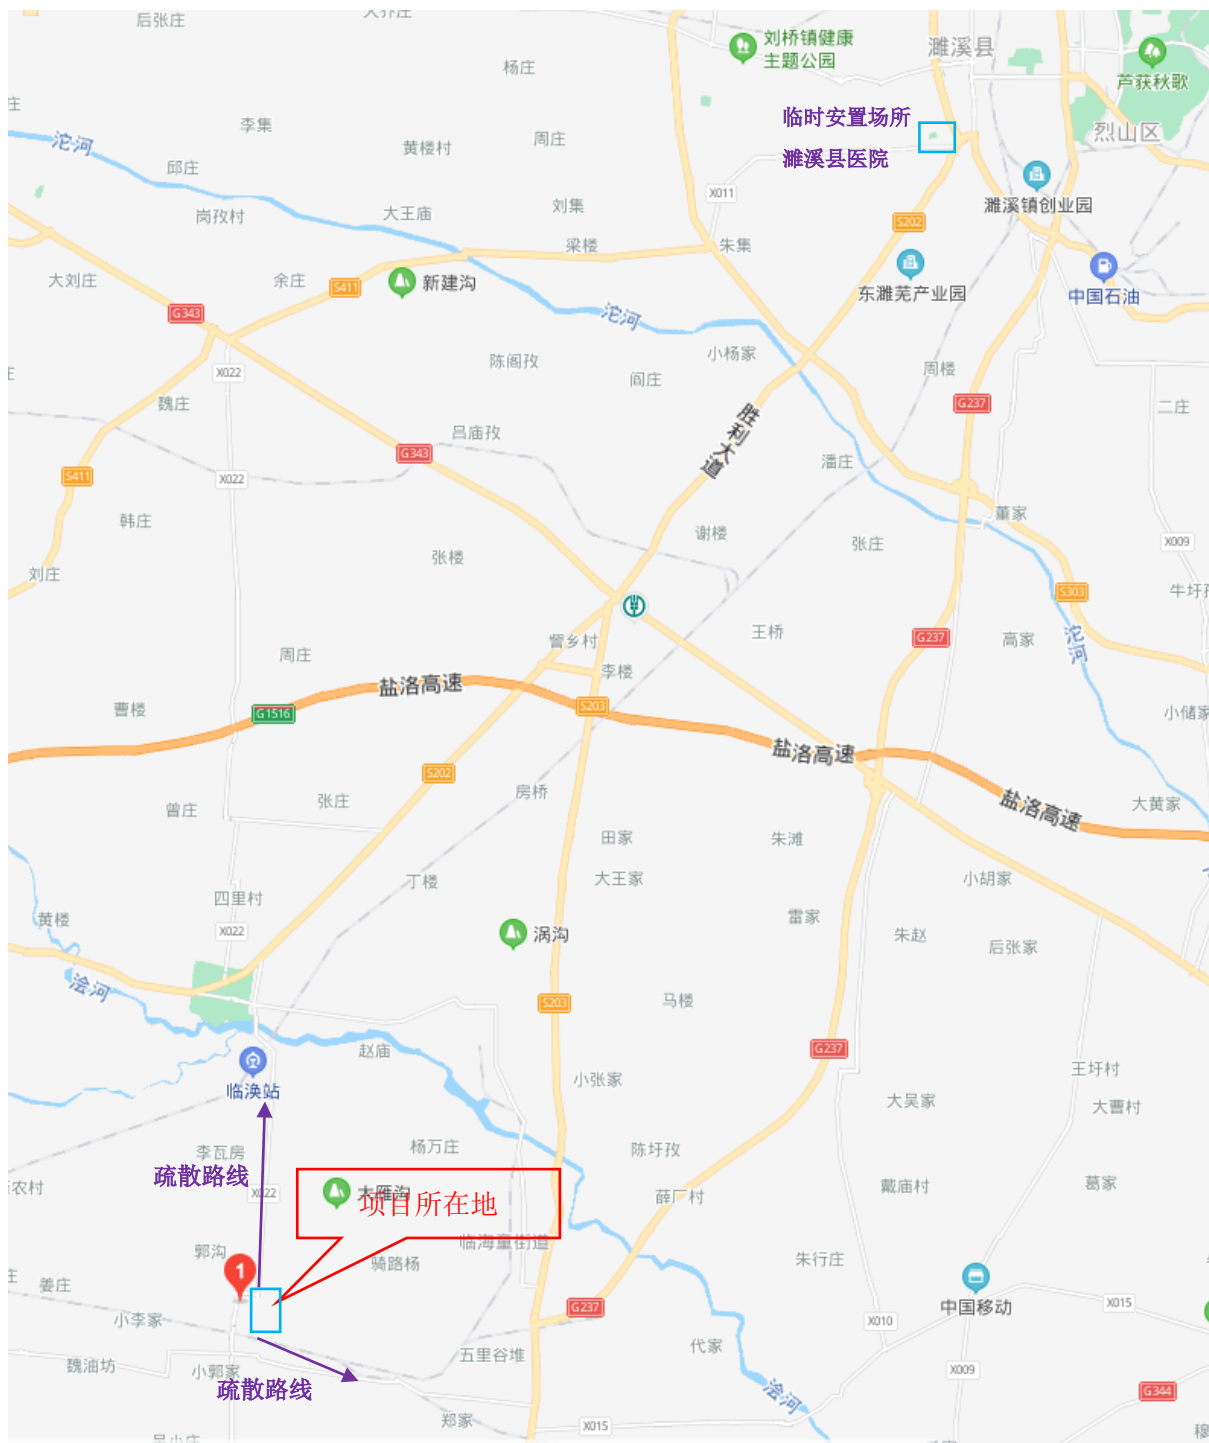 后张庄
刘桥镇健康
主题公园
濉溪县
芦荻秋歌
杨庄
庄
李集
沱河
黄楼村
周庄
临时安置场所
濉溪县医院
烈山区
邱庄
X011
岗孜村
大王庙
刘集
濉溪镇创业园
S202
梁楼
朱集
大刘庄
余庄
S411
新建沟
东濉芜产业园
中国石油
G343
沱河
陈阁孜
小杨家
阎庄
周楼
X022
魏庄
G237
二庄
胜利大道
吕庙孜
G343
潘庄
S411
X022
韩庄
谢楼
张庄
董家
X009
张楼
刘庄
S303
牛圩孜
王桥
G237
高家
沱河
訾乡村
周庄
李楼
盐洛高速
曹楼
G1516
S203
小储家
盐洛高速
S202
房桥
曾庄
张庄
盐洛高速
大黄家
田家
朱滩
丁楼
大王家
小胡家
四里村
黄楼
X022
涡沟
雷家
朱赵
后张家
浍河
S203
马楼
赵庙
G237
临涣站
小张家
王圩村
大吴家
大曹村
李瓦房
杨万庄
陈圩孜
疏散路线
农村
X022
大雁沟
项目所在地
薛厂村
戴庙村
葛家
郭沟
临海童街道
骑路杨
朱行庄
1
庄
姜庄
小李家
G237
中国移动
X015
X010
魏油坊
小郭家
五里谷堆
代家
X009
疏散路线
浍河
G344
郑家
X015
穆